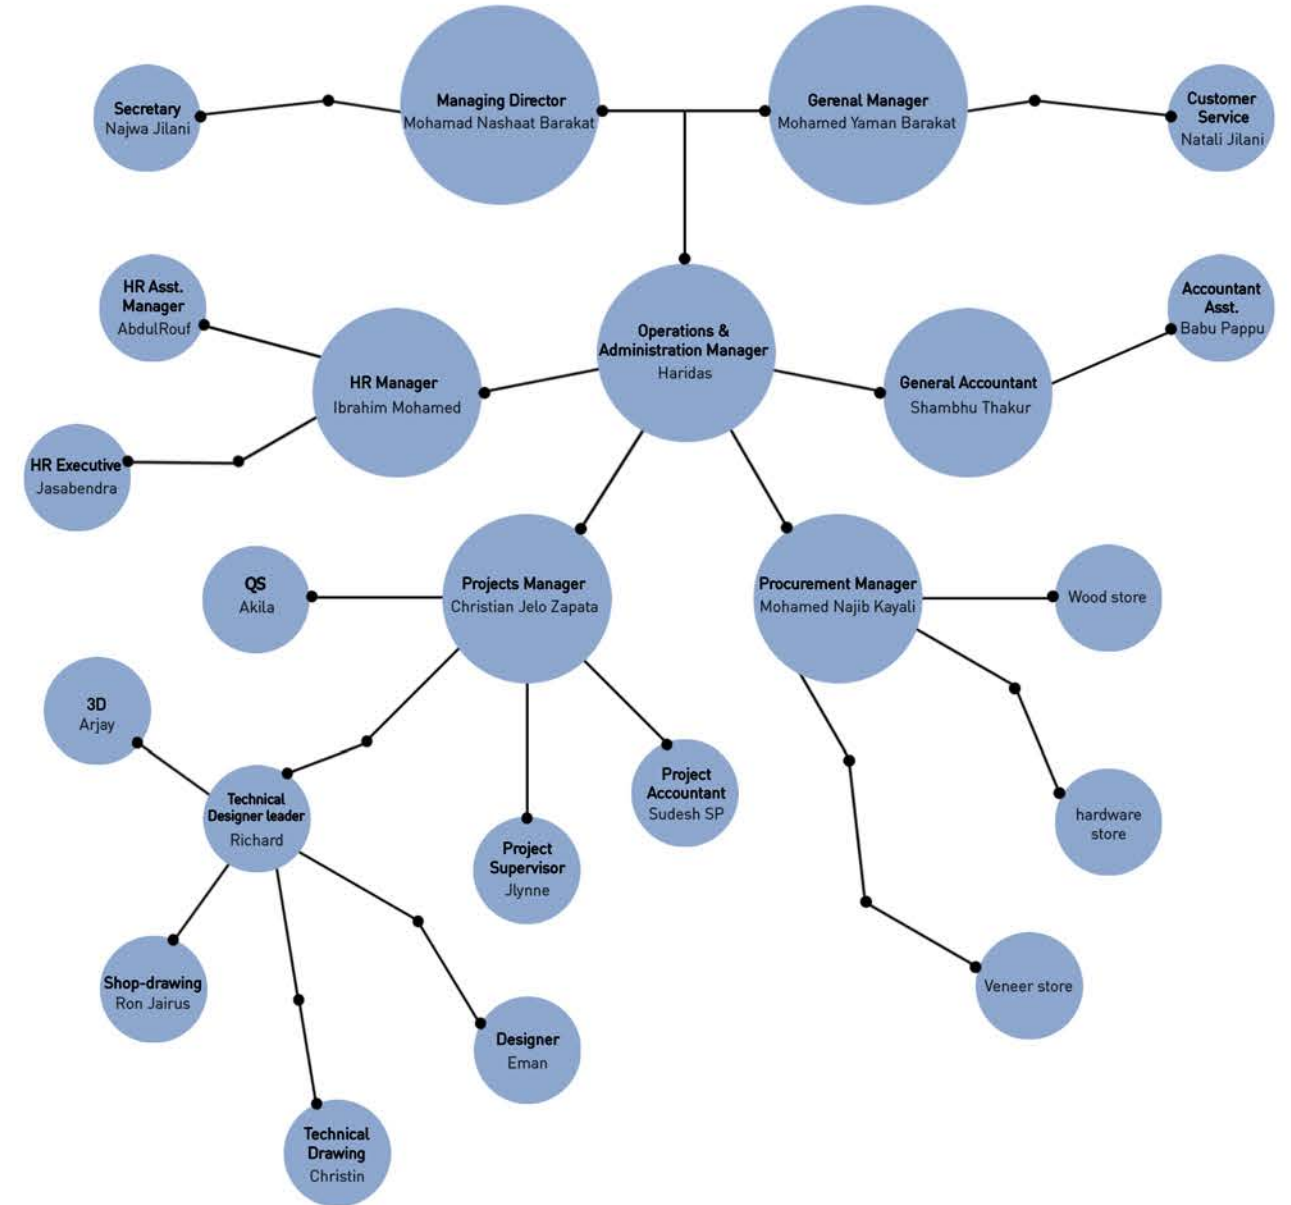 Secretary
Najwa Jilani
Managing Director
Mohamad Nashaat Barakat
Gerenal Manager
Mohamed Yaman Barakat
Customer
Service
Natali Jilani
HR Asst.
Manager
AbdulRouf
HR Manager
Ibrahim Mohamed
Operations &
Administration Manager
Haridas
General Accountant
Shambhu Thakur
Accountant
Asst.
Babu Pappu
HR Executive
Jasabendra
QS
Akila
Projects Manager
Christian Jelo Zapata
Procurement Manager
Mohamed Najib Kayali
Wood store
3D
Arjay
Technical
Designer leader
Richard
Project
Supervisor
Jlynne
Project
Accountant
Sudesh SP
hardware
store
Shop-drawing
Ron Jairus
Technical
Drawing
Christin
Designer
Eman
Veneer store